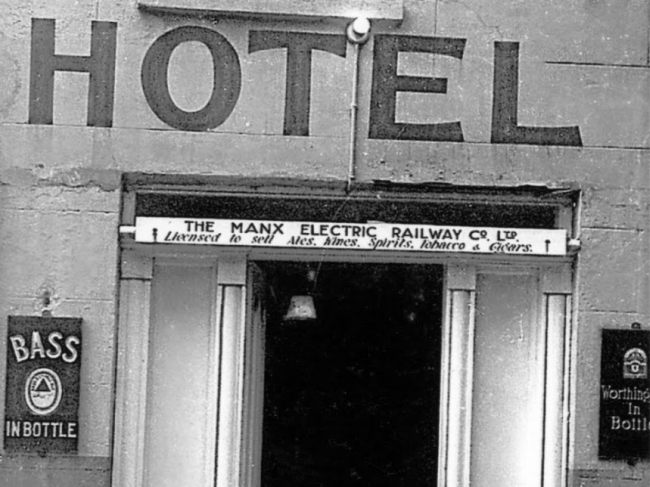 HOTEL
THE MANX ELECTRIC RAILWAY CO. LTD.
Licensed to sell Ales, Wines, Spirits, Tobacco & Cigars.
BASS
IN BOTTLE
Worthing
In
Bottle